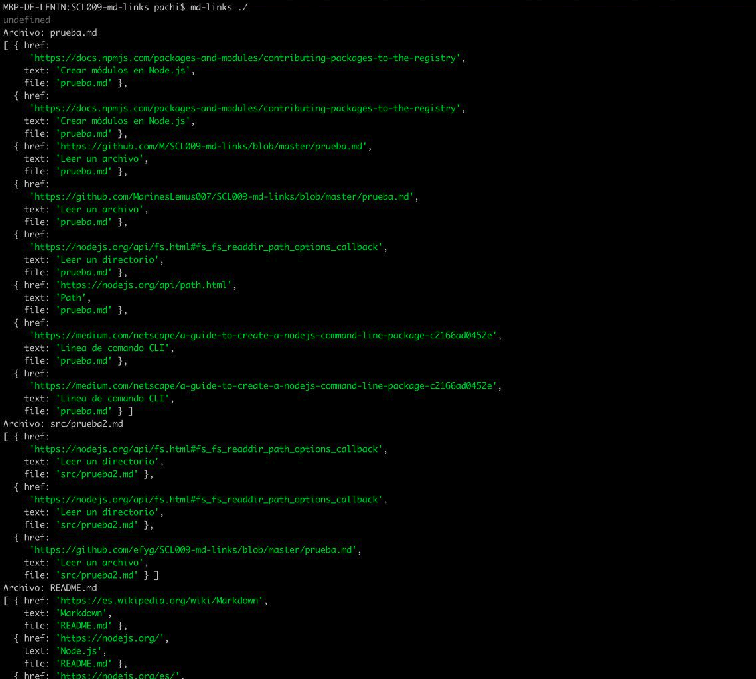 MBP-DE-LENIN:SCL009-md-links pachi$ md-links ./
undefined
Archivo: prueba.md
[ { href:
'https://docs.npmjs.com/packages-and-modules/contributing-packages-to-the-registry',
text: 'Crear módulos en Node.js',
file: 'prueba.md' },
{ href:
'https://docs.npmjs.com/packages-and-modules/contributing-packages-to-the-registry',
text: 'Crear módulos en Node.js',
file: 'prueba.md' },
{ href: 'https://github.com/M/SCL009-md-links/blob/master/prueba.md',
text: 'Leer un archivo',
file: 'prueba.md' },
{ href:
'https://github.com/MarinesLemus007/SCL009-md-links/blob/master/prueba.md',
text: 'Leer un archivo',
file: 'prueba.md' },
{ href:
'https://nodejs.org/api/fs.html#fs_fs_readdir_path_options_callback',
text: 'Leer un directorio',
file: 'prueba.md' },
{ href: 'https://nodejs.org/api/path.html',
text: 'Path',
file: 'prueba.md' },
{ href:
'https://medium.com/netscape/a-guide-to-create-a-nodejs-command-line-package-c2166ad0452e',
text: 'Linea de comando CLI',
file: 'prueba.md' },
{ href:
'https://medium.com/netscape/a-guide-to-create-a-nodejs-command-line-package-c2166ad0452e',
text: 'Linea de comando CLI',
file: 'prueba.md' } ]
Archivo: src/prueba2.md
[ { href:
'https://nodejs.org/api/fs.html#fs_fs_readdir_path_options_callback',
text: 'Leer un directorio',
file: 'src/prueba2.md' },
{ href:
'https://nodejs.org/api/fs.html#fs_fs_readdir_path_options_callback',
text: 'Leer un directorio',
file: 'src/prueba2.md' },
{ href:
'https://github.com/efyg/SCL009-md-links/blob/master/prueba.md',
text: 'Leer un archivo',
file: 'src/prueba2.md' } ]
Archivo: README.md
[ { href: 'https://es.wikipedia.org/wiki/Markdown',
text: 'Markdown',
file: 'README.md' },
{ href: 'https://nodejs.org/',
text: 'Node.js',
file: 'README.md' },
{ href: 'https://nodejs.org/es/',